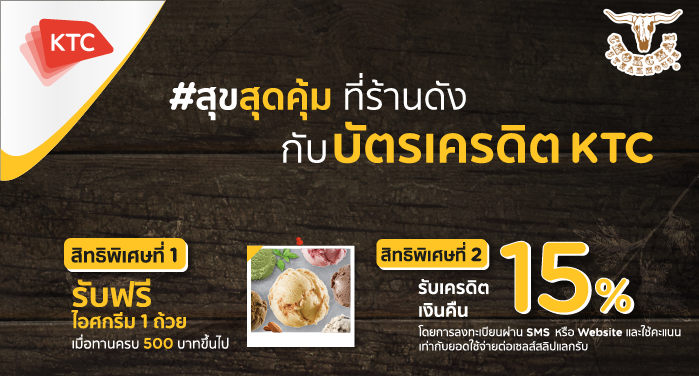 KTC
CHOKCHAI
STEAKHOUSE
#สุขสุดคุ้ม ที่ร้านดัง
กับ บัตรเครดิต KTC
สิทธิพิเศษที่ 1
รับฟรี
ไอศกรีม 1 ถ้วย
เมื่อทานครบ 500 บาทขึ้นไป
สิทธิพิเศษที่ 2
รับเครดิต
เงินคืน
15%
โดยการลงทะเบียนผ่าน SMS หรือ Website และใช้คะแนน
เท่ากับยอดใช้จ่ายต่อเซลส์สลิปแลกรับ